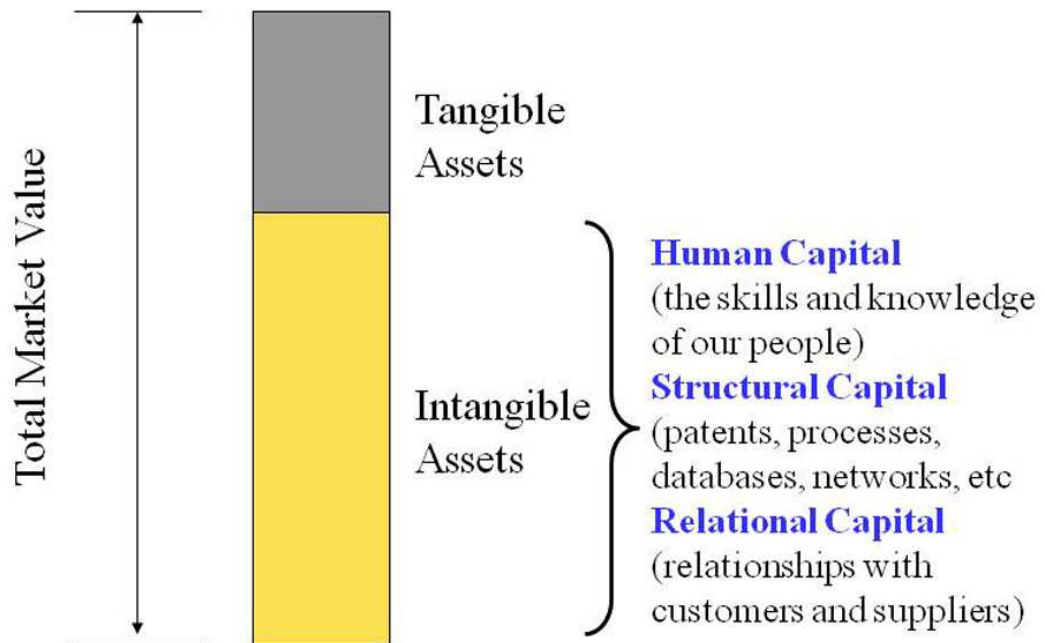 Total Market Value
Tangible
Assets
Intangible
Assets
Human Capital
(the skills and knowledge
of our people)
Structural Capital
(patents, processes,
databases, networks, etc
Relational Capital
(relationships with
customers and suppliers)